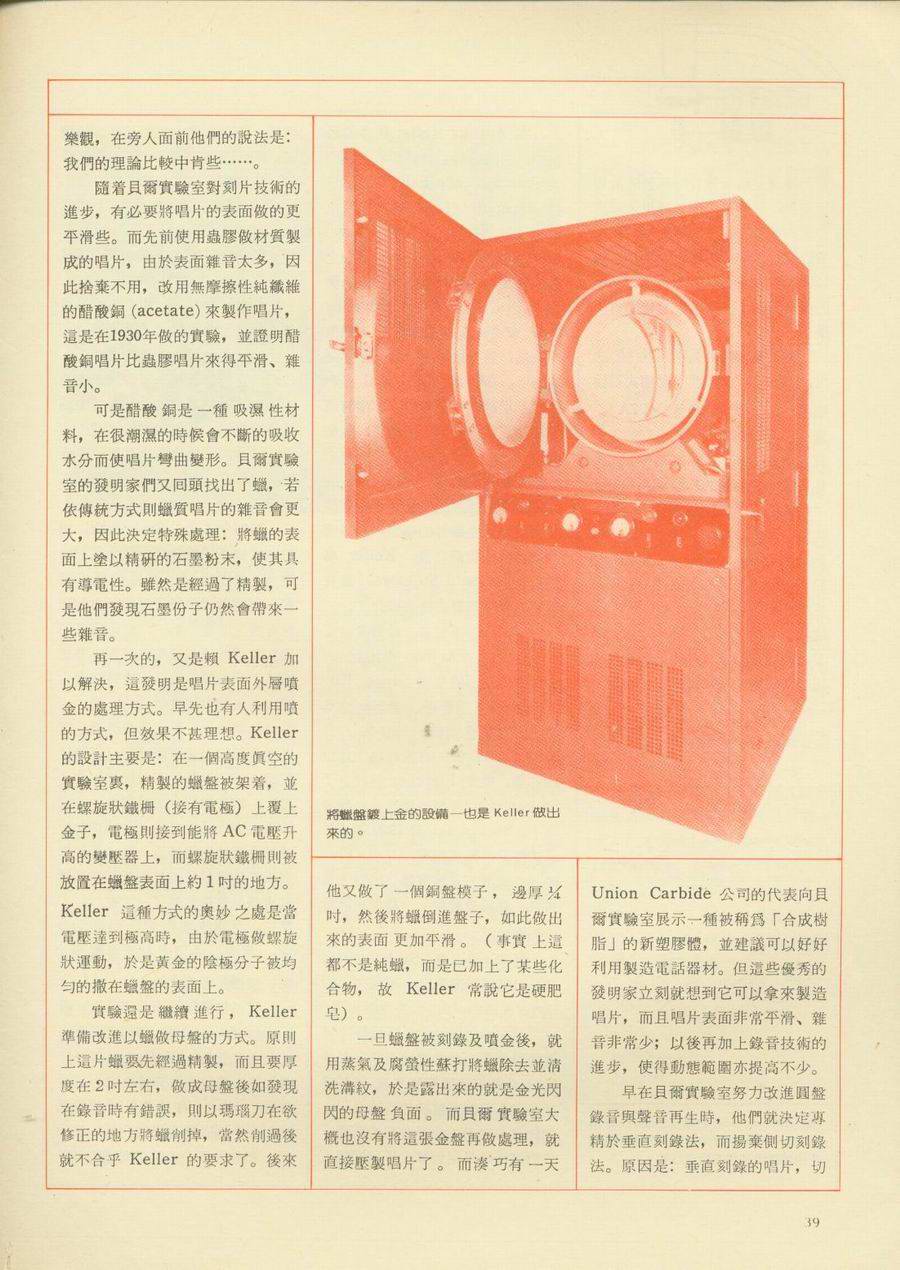 樂觀，在旁人面前他們的說法是：
我們的理論比較中肯些……。
隨着貝爾實驗室對刻片技術的
進步，有必要將唱片的表面做的更
平滑些。而先前使用蟲膠做材質製
成的唱片，由於表面雜音太多，因
此捨棄不用，改用無摩擦性純纖維
的醋酸銅（acetate）來製作唱片，
這是在1930年做的實驗，並證明醋
酸銅唱片比蟲膠唱片來得平滑、雜
音小。
可是醋酸銅是一種吸濕性材
料，在很潮濕的時候會不斷的吸收
水分而使唱片彎曲變形。貝爾實驗
室的發明家們又回頭找出了蠟，若
依傳統方式則蠟質唱片的雜音會更
大，因此決定特殊處理：將蠟的表
面上塗以精研的石墨粉末，使其具
有導電性。雖然是經過了精製，可
是他們發現石墨份子仍然會帶來一
些雜音。
再一次的，又是賴 Keller 加
以解決，這發明是唱片表面外層噴
金的處理方式。早先也有人利用噴
的方式，但效果不甚理想。Keller
的設計主要是：在一個高度眞空的
實驗室裏，精製的蠟盤被架着，並
在螺旋狀鐵柵（接有電極）上覆上
金子，電極則接到能將 AC 電壓升
高的變壓器上，而螺旋狀鐵柵則被
放置在蠟盤表面上約1吋的地方。
Keller 這種方式的奧妙之處是當
電壓達到極高時，由於電極做螺旋
狀運動，於是黃金的陰極分子被均
勻的撒在蠟盤的表面上。
實驗還是繼續進行，Keller
準備改進以蠟做母盤的方式。原則
上這片蠟要先經過精製，而且要厚
度在2吋左右，做成母盤後如發現
在錄音時有錯誤，則以瑪瑙刀在欲
修正的地方將蠟削掉，當然削過後
就不合乎 Keller 的要求了。後來
將蠟盤鍍上金的設備—也是 Keller 做出
來的。
他又做了一個銅盤模子，邊厚¼
吋，然後將蠟倒進盤子，如此做出
來的表面更加平滑。（事實上這
都不是純蠟，而是已加上了某些化
合物，故 Keller 常說它是硬肥
皂）。
一旦蠟盤被刻錄及噴金後，就
用蒸氣及腐螢性蘇打將蠟除去並清
洗溝紋，於是露出來的就是金光閃
閃的母盤負面。而貝爾實驗室大
概也沒有將這張金盤再做處理，就
直接壓製唱片了。而湊巧有一天
Union Carbide 公司的代表向貝
爾實驗室展示一種被稱爲「合成樹
脂」的新塑膠體，並建議可以好好
利用製造電話器材。但這些優秀的
發明家立刻就想到它可以拿來製造
唱片，而且唱片表面非常平滑、雜
音非常少；以後再加上錄音技術的
進步，使得動態範圍亦提高不少。
早在貝爾實驗室努力改進圓盤
錄音與聲音再生時，他們就決定專
精於垂直刻錄法，而揚棄側切刻錄
法。原因是：垂直刻錄的唱片，切
39